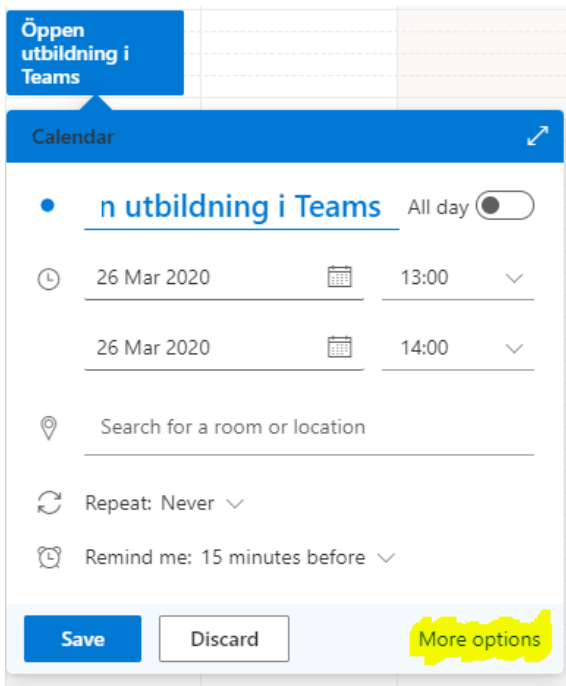 Öppen
utbildning i
Teams
Calendar
n utbildning i Teams All day
26 Mar 2020 13:00
26 Mar 2020 14:00
Search for a room or location
Repeat: Never
Remind me: 15 minutes before
Save Discard More options